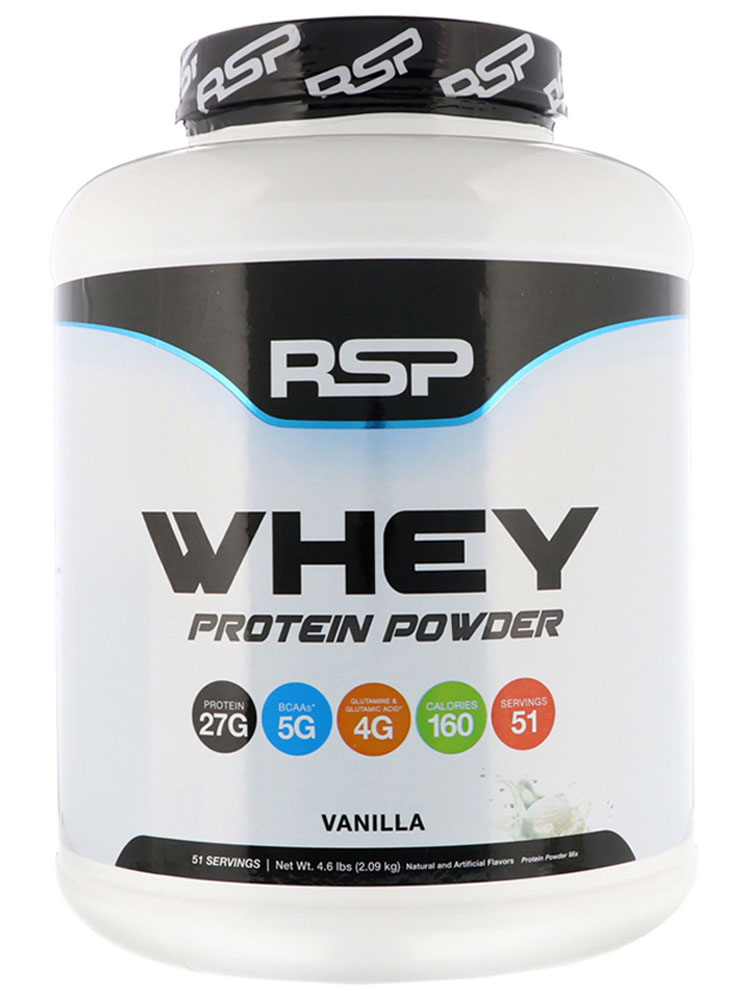 RSP RSP RSP
RSP
WHEY
PROTEIN POWDER
PROTEIN
27G
BCAAs*
5G
GLUTAMINE &
GLUTAMIC ACID*
4G
CALORIES
160
SERVINGS
51
VANILLA
51 SERVINGS | Net Wt. 4.6 lbs (2.09 kg) Natural and Artificial Flavors Protein Powder Mix